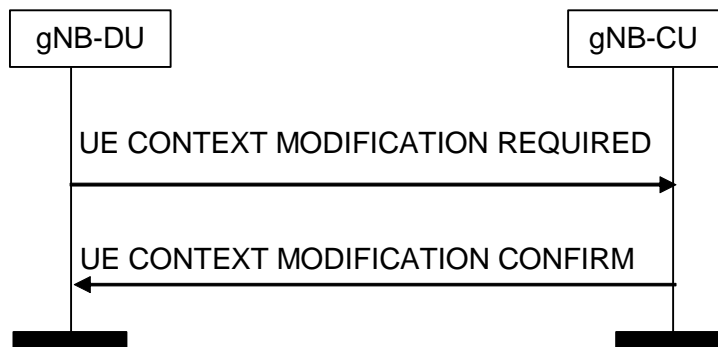 gNB-DU
gNB-CU
UE CONTEXT MODIFICATION REQUIRED
UE CONTEXT MODIFICATION CONFIRM